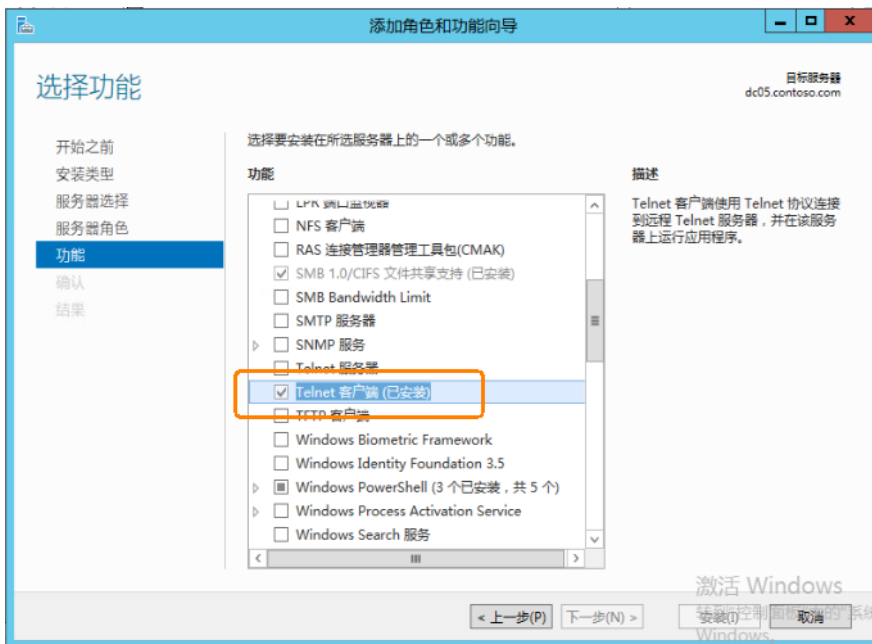 添加角色和功能向导
选择功能
目标服务器
dc05.contoso.com
开始之前
安装类型
服务器选择
服务器角色
功能
确认
结果
选择要安装在所选服务器上的一个或多个功能。
功能
LPR 端口监视器
NFS 客户端
RAS 连接管理器管理工具包(CMAK)
SMB 1.0/CIFS 文件共享支持 (已安装)
SMB Bandwidth Limit
SMTP 服务器
SNMP 服务
Telnet 服务器
Telnet 客户端 (已安装)
TFTP 客户端
Windows Biometric Framework
Windows Identity Foundation 3.5
Windows PowerShell (3 个已安装，共 5 个)
Windows Process Activation Service
Windows Search 服务
描述
Telnet 客户端使用 Telnet 协议连接
到远程 Telnet 服务器，并在该服务
器上运行应用程序。
激活 Windows
< 上一步(P)
下一步(N) >
安装(I)
取消
Windows。